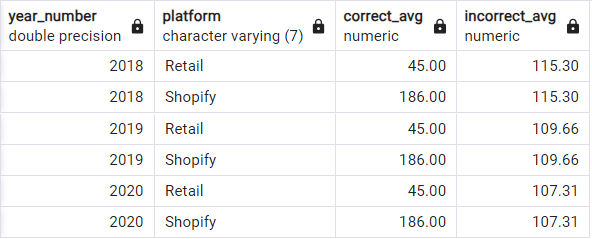 year_number platform correct_avg incorrect_avg
double precision character varying (7) numeric numeric
2018 Retail 45.00 115.30
2018 Shopify 186.00 115.30
2019 Retail 45.00 109.66
2019 Shopify 186.00 109.66
2020 Retail 45.00 107.31
2020 Shopify 186.00 107.31